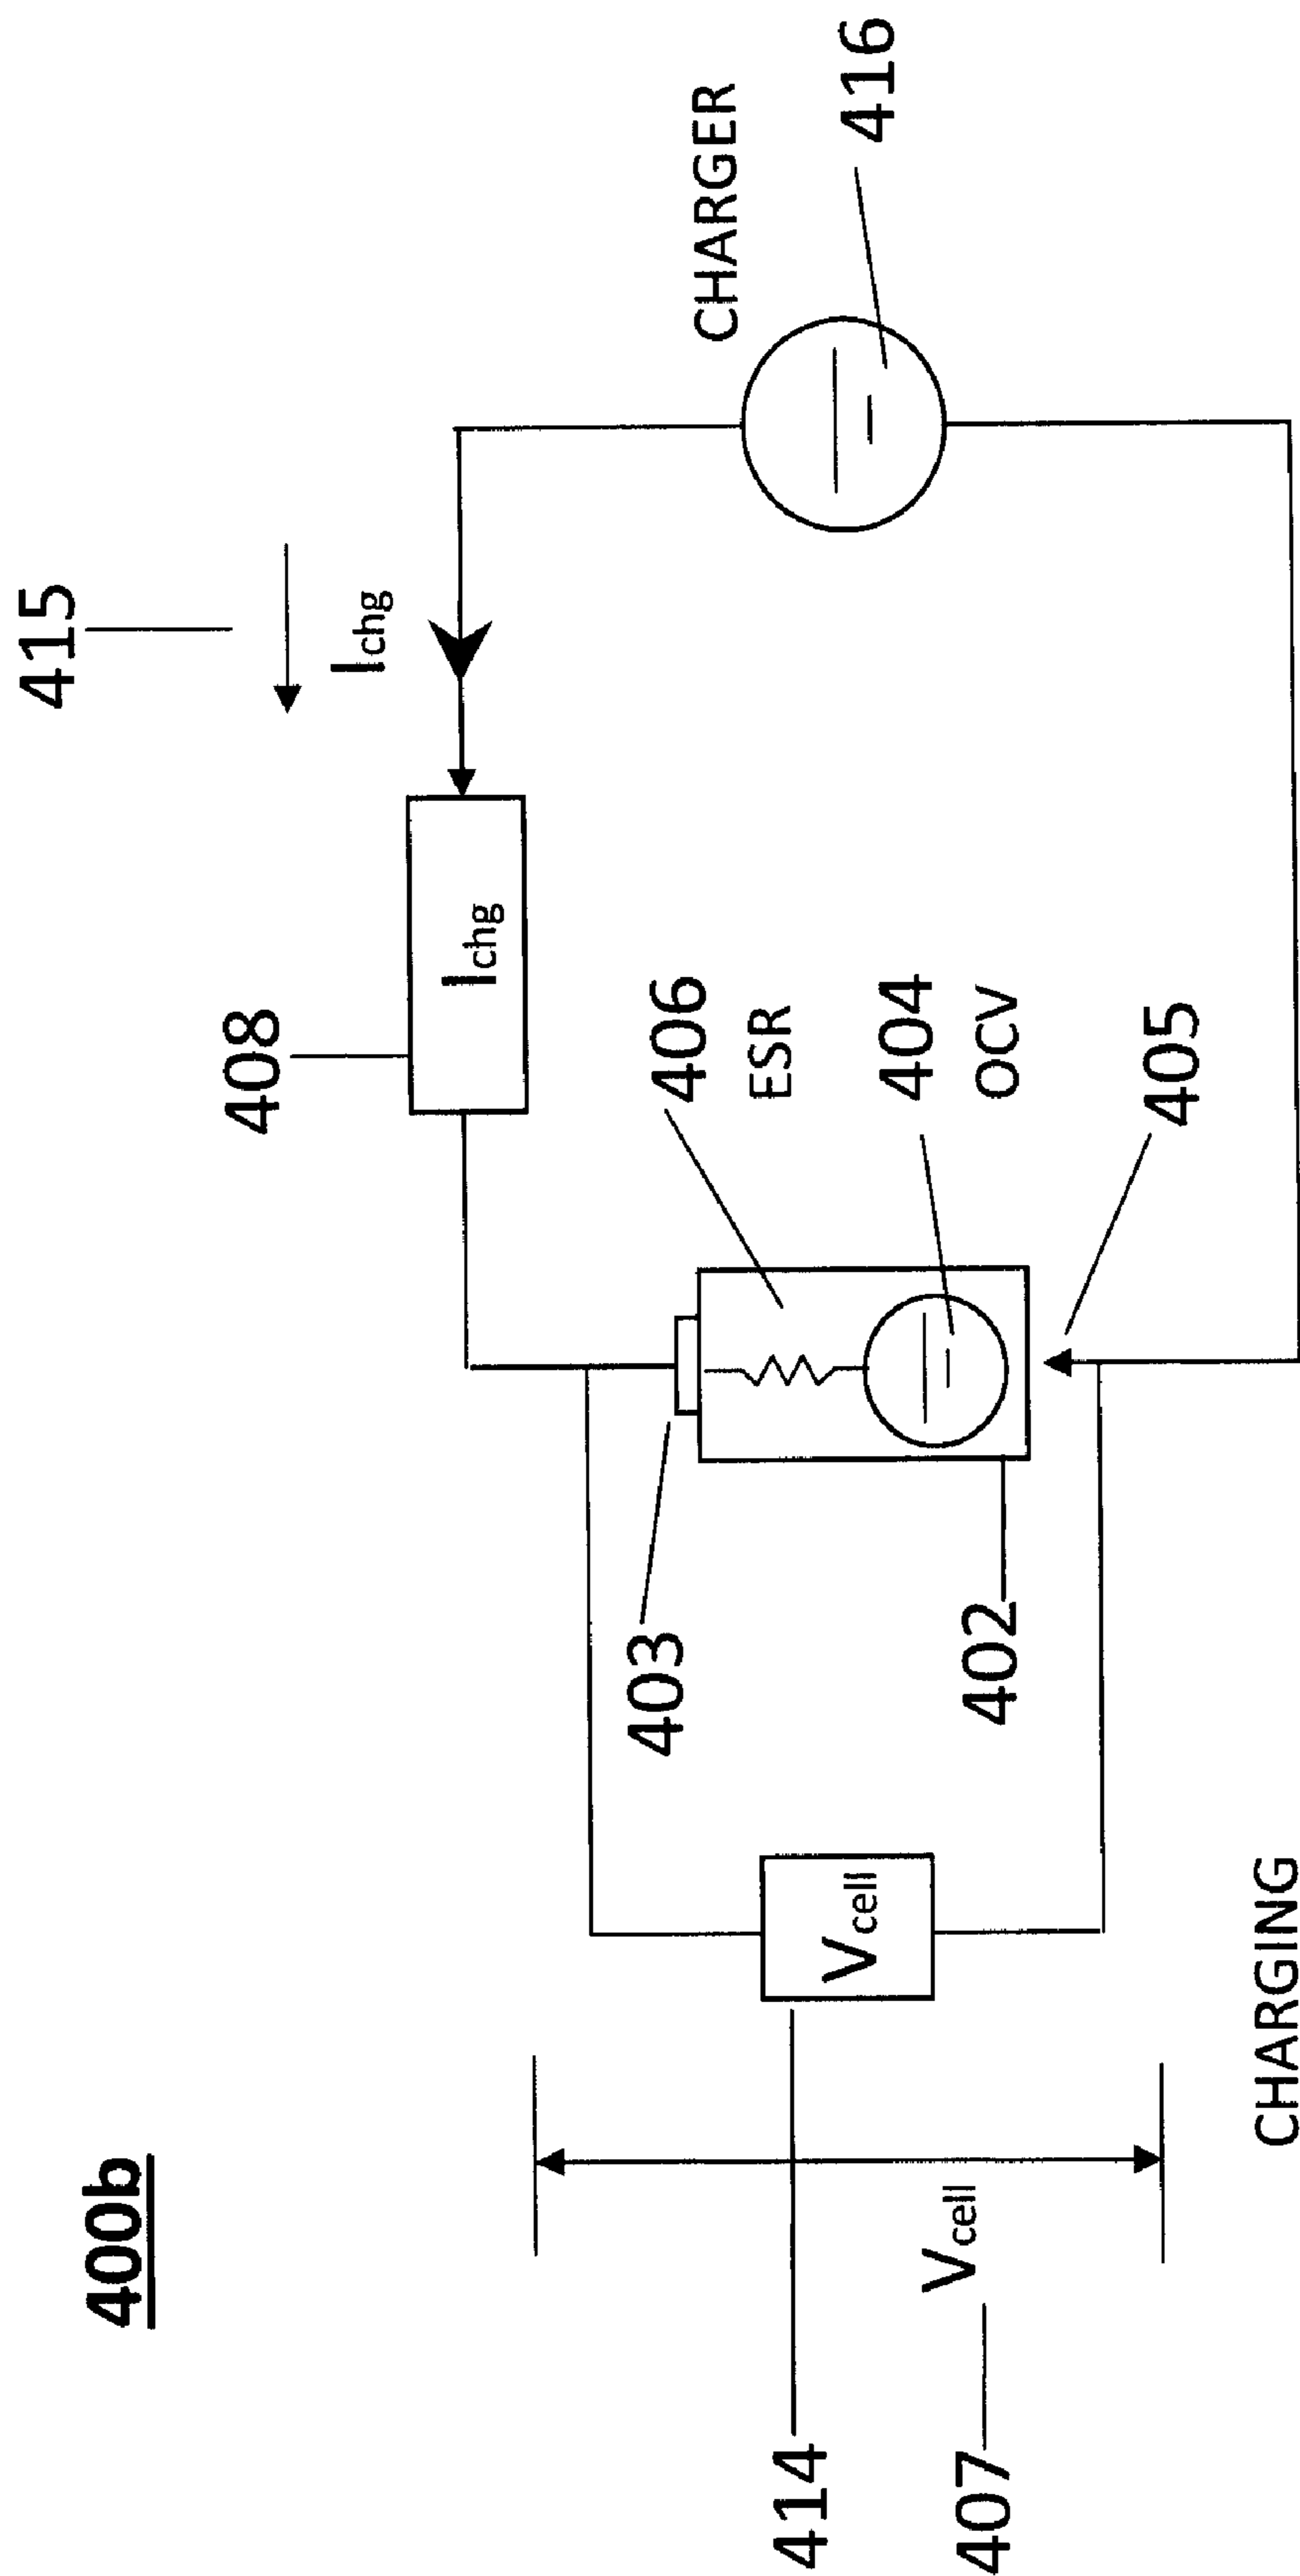 400b
415
Ichg
408
Ichg
CHARGER
416
406
ESR
404
OCV
405
403
402
Vcell
414
Vcell
407
CHARGING